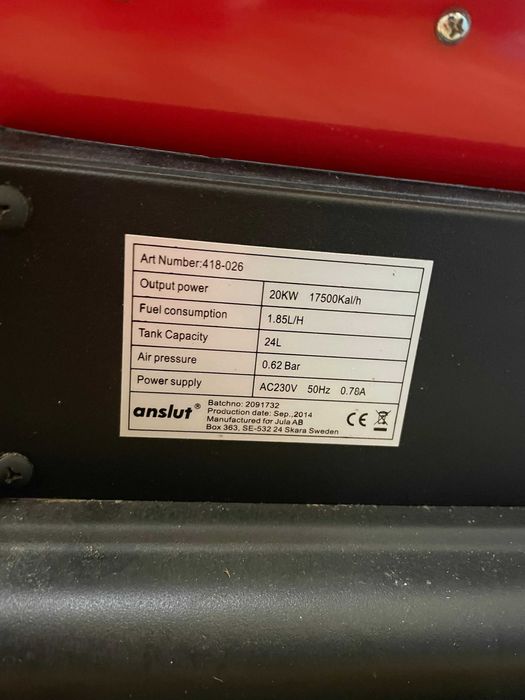 Art Number:418-026
Output power 20KW 17500Kal/h
Fuel consumption 1.85L/H
Tank Capacity 24L
Air pressure 0.62 Bar
Power supply AC230V 50Hz 0.78A
anslut®
Batchno: 2091732
Production date: Sep.,2014
Manufactured for Jula AB
Box 363, SE-532 24 Skara Sweden
CE